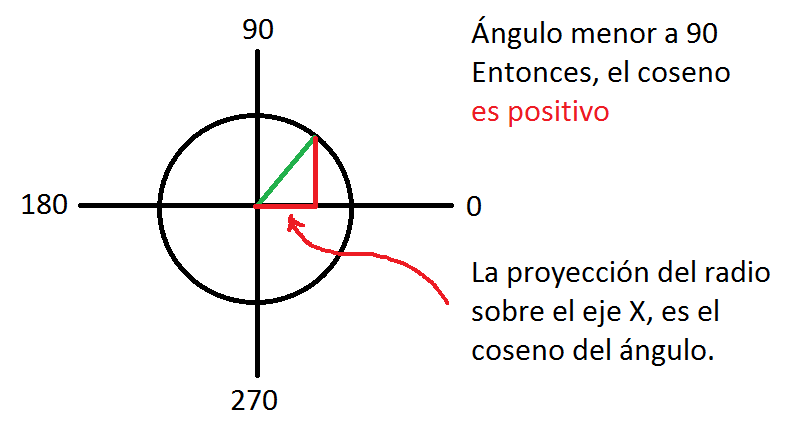 90
Ángulo menor a 90
Entonces, el coseno
es positivo
180
0
La proyección del radio
sobre el eje X, es el
coseno del ángulo.
270